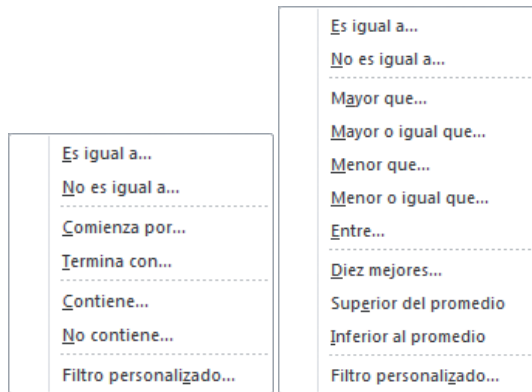 Es igual a...
No es igual a...
Comienza por...
Termina con...
Contiene...
No contiene...
Filtro personalizado...
Es igual a...
No es igual a...
Mayor que...
Mayor o igual que...
Menor que...
Menor o igual que...
Entre...
Diez mejores...
Superior del promedio
Inferior al promedio
Filtro personalizado...